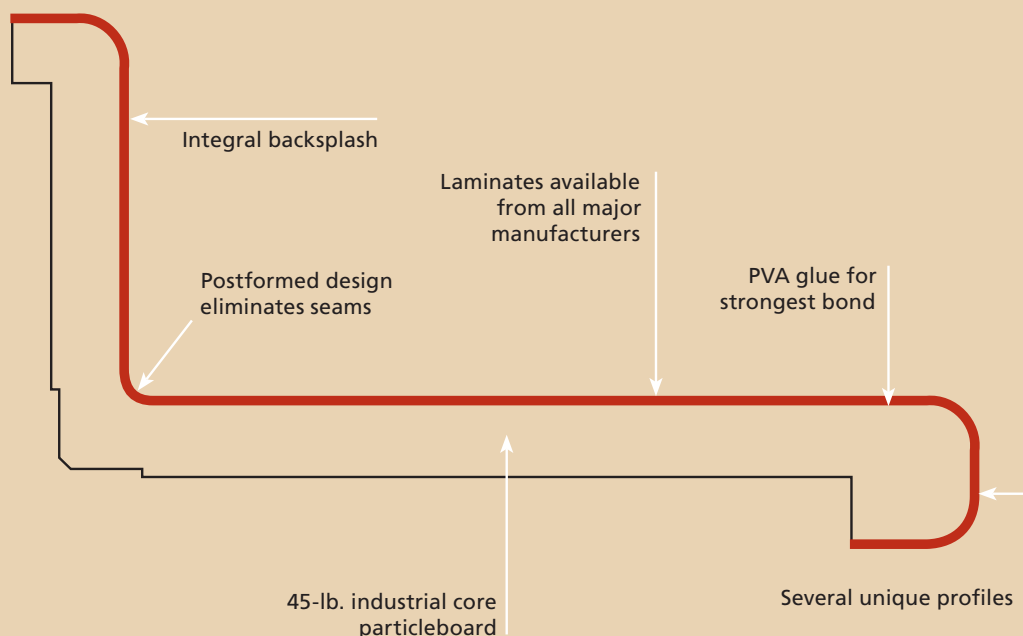 Integral backsplash
Laminates available
from all major
manufacturers
Postformed design
eliminates seams
PVA glue for
strongest bond
45-lb. industrial core
particleboard
Several unique profiles